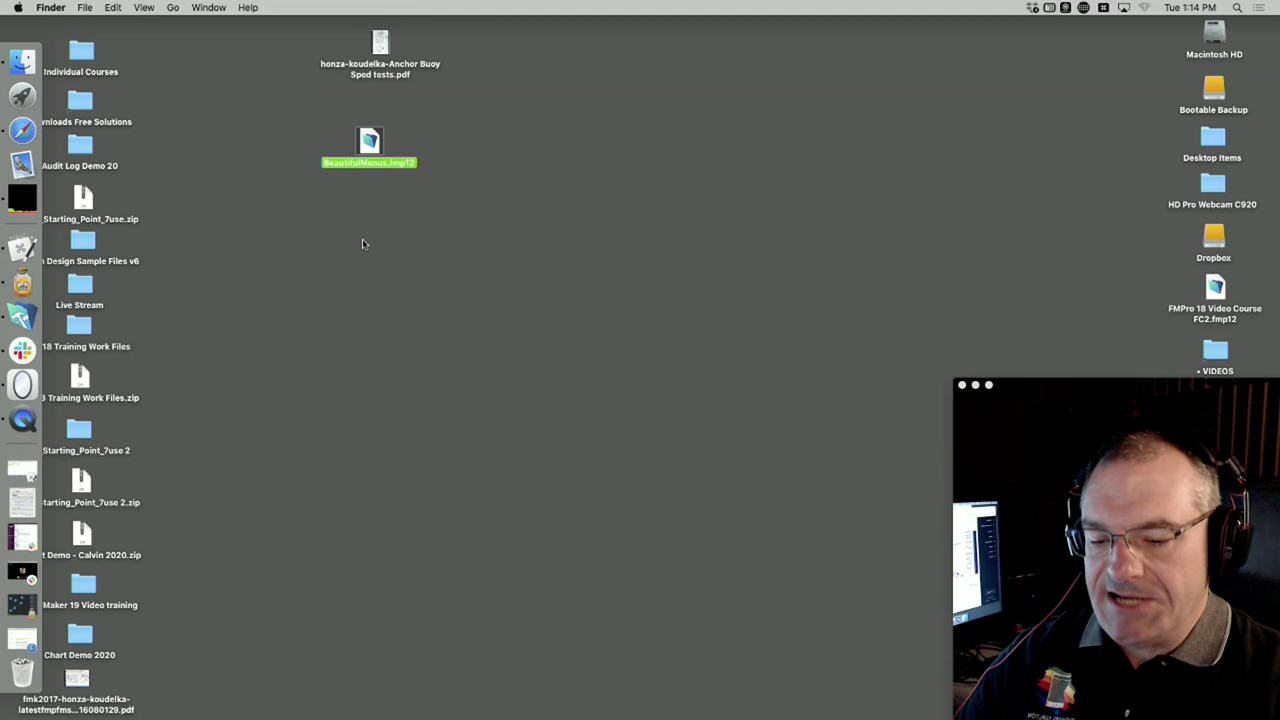 Finder File Edit View Go Window Help
Tue 1:14 PM
Individual Courses
wnloads Free Solutions
Audit Log Demo 20
Starting_Point_7use.zip
n Design Sample Files v6
Live Stream
18 Training Work Files
6 Training Work Files.zip
Starting_Point_7use 2
tarting_Point_7use 2.zip
t Demo - Calvin 2020.zip
Maker 19 Video training
Chart Demo 2020
fmk2017-honza-koudelka-
latestfmpfms...16080129.pdf
honza-koudelka-Anchor Buoy
Sped tests.pdf
BeautifulMenus.fmp12
Macintosh HD
Bootable Backup
Desktop Items
HD Pro Webcam C920
Dropbox
FMPro 18 Video Course
FC2.fmp12
• VIDEOS